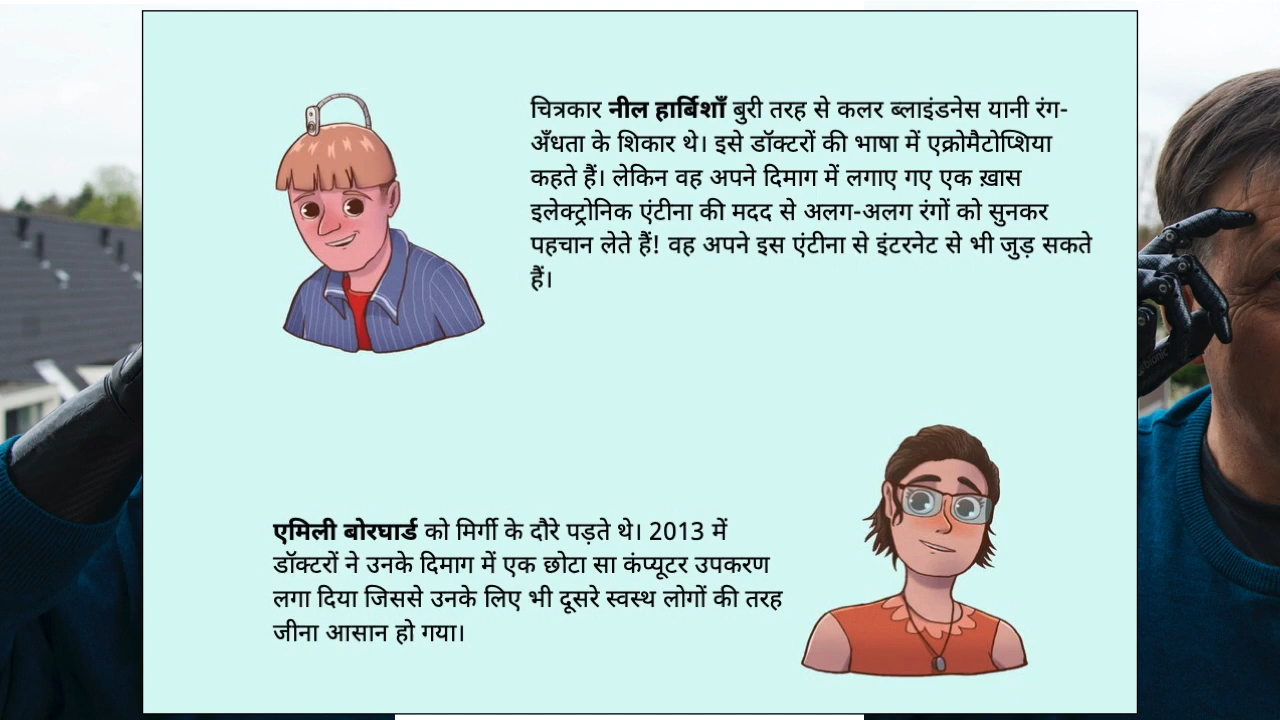 चित्रकार नील हार्बिशाँ बुरी तरह से कलर ब्लाइंडनेस यानी रंग-
अँधता के शिकार थे। इसे डॉक्टरों की भाषा में एक्रोमैटोप्शिया
कहते हैं। लेकिन वह अपने दिमाग में लगाए गए एक ख़ास
इलेक्ट्रोनिक एंटीना की मदद से अलग-अलग रंगों को सुनकर
पहचान लेते हैं! वह अपने इस एंटीना से इंटरनेट से भी जुड़ सकते
हैं।
एमिली बोरघार्ड को मिर्गी के दौरे पड़ते थे। 2013 में
डॉक्टरों ने उनके दिमाग में एक छोटा सा कंप्यूटर उपकरण
लगा दिया जिससे उनके लिए भी दूसरे स्वस्थ लोगों की तरह
जीना आसान हो गया।